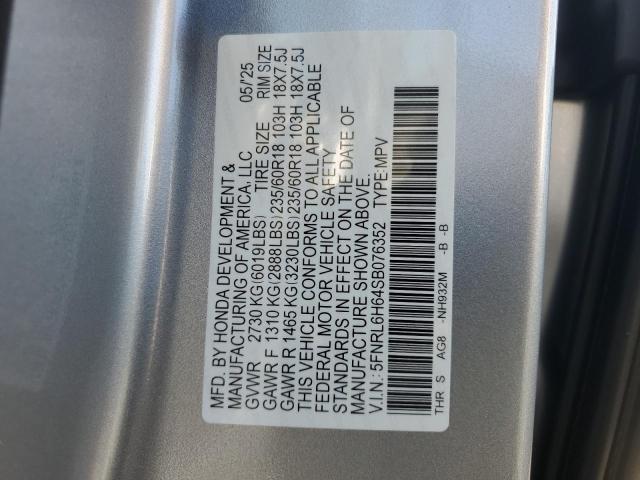 MFD. BY HONDA DEVELOPMENT & 05/'25
MANUFACTURING OF AMERICA, LLC
GVWR 2730 KG(6019LBS) TIRE SIZE RIM SIZE
GAWR F 1310 KG(2888LBS)235/60R18 103H 18X7.5J
GAWR R 1465 KG(3230LBS)235/60R18 103H 18X7.5J
THIS VEHICLE CONFORMS TO ALL APPLICABLE
FEDERAL MOTOR VEHICLE SAFETY
STANDARDS IN EFFECT ON THE DATE OF
MANUFACTURE SHOWN ABOVE.
V.I.N.:5FNRL6H64SB076352 TYPE:MPV
THR S AG8 -NH932M -B -B